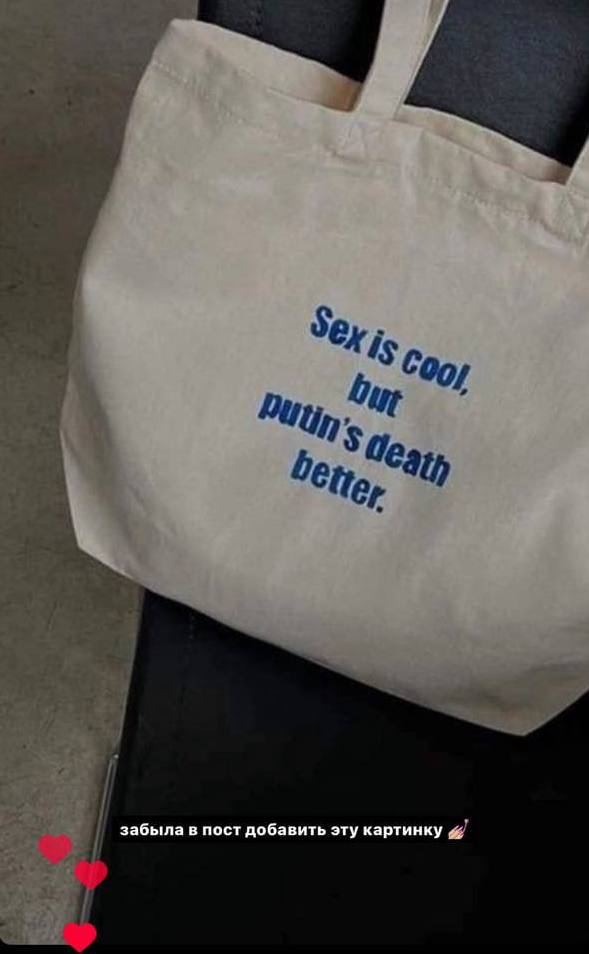 Sex is cool,
but
putin's death
better.
забыла в пост добавить эту картинку 💅🏼